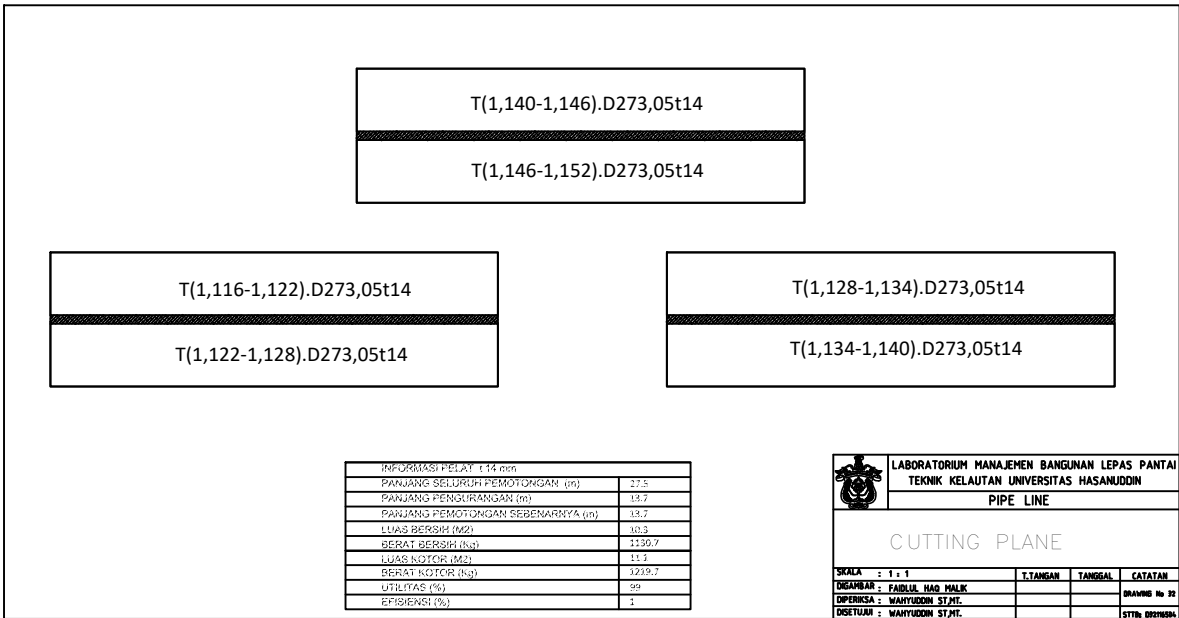 T(1,140-1,146).D273,05t14
T(1,146-1,152).D273,05t14
T(1,116-1,122).D273,05t14
T(1,122-1,128).D273,05t14
T(1,128-1,134).D273,05t14
T(1,134-1,140).D273,05t14
INFORMASI PELAT t 14 mm
PANJANG SELURUH PEMOTONGAN (m) 27.5
PANJANG PENGURANGAN (m) 13.7
PANJANG PEMOTONGAN SEBENARNYA (m) 13.7
LUAS BERSIH (M2) 10.3
BERAT BERSIH (Kg)
LUAS KOTOR (M2)
BERAT KOTOR (Kg)
UTILITAS (%) 99
EFISIENSI (%) 1
LABORATORIUM MANAJEMEN BANGUNAN LEPAS PANTAI
TEKNIK KELAUTAN UNIVERSITAS HASANUDDIN
PIPE LINE
CUTTING PLANE
SKALA : 1 : 1 T.TANGAN TANGGAL CATATAN
DIGAMBAR : FAIDLUL HAQ MALIK
DRAWING No 32
DIPERIKSA : WAHYUDDIN ST,MT.
DISETUJUI : WAHYUDDIN ST,MT.